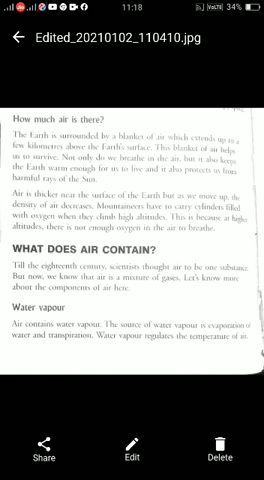 11:18
VoLTE 34%
Edited_20210102_110410.jpg
How much air is there?
The Earth is surrounded by a blanket of air which extends up to a
few kilometres above the Earth's surface. This blanket of air helps
us to survive. Not only do we breathe in the air, but it also keeps
the Earth warm enough for us to live and it also protects us from
harmful rays of the Sun.
Air is thicker near the surface of the Earth but as we move up, the
density of air decreases. Mountaineers have to carry cylinders filled
with oxygen when they climb high altitudes. This is because at higher
altitudes, there is not enough oxygen in the air to breathe.
WHAT DOES AIR CONTAIN?
Till the eighteenth century, scientists thought air to be one substance.
But now, we know that air is a mixture of gases. Let's know more
about the components of air here.
Water vapour
Air contains water vapour. The source of water vapour is evaporation of
water and transpiration. Water vapour regulates the temperature of air.
Share
Edit
Delete